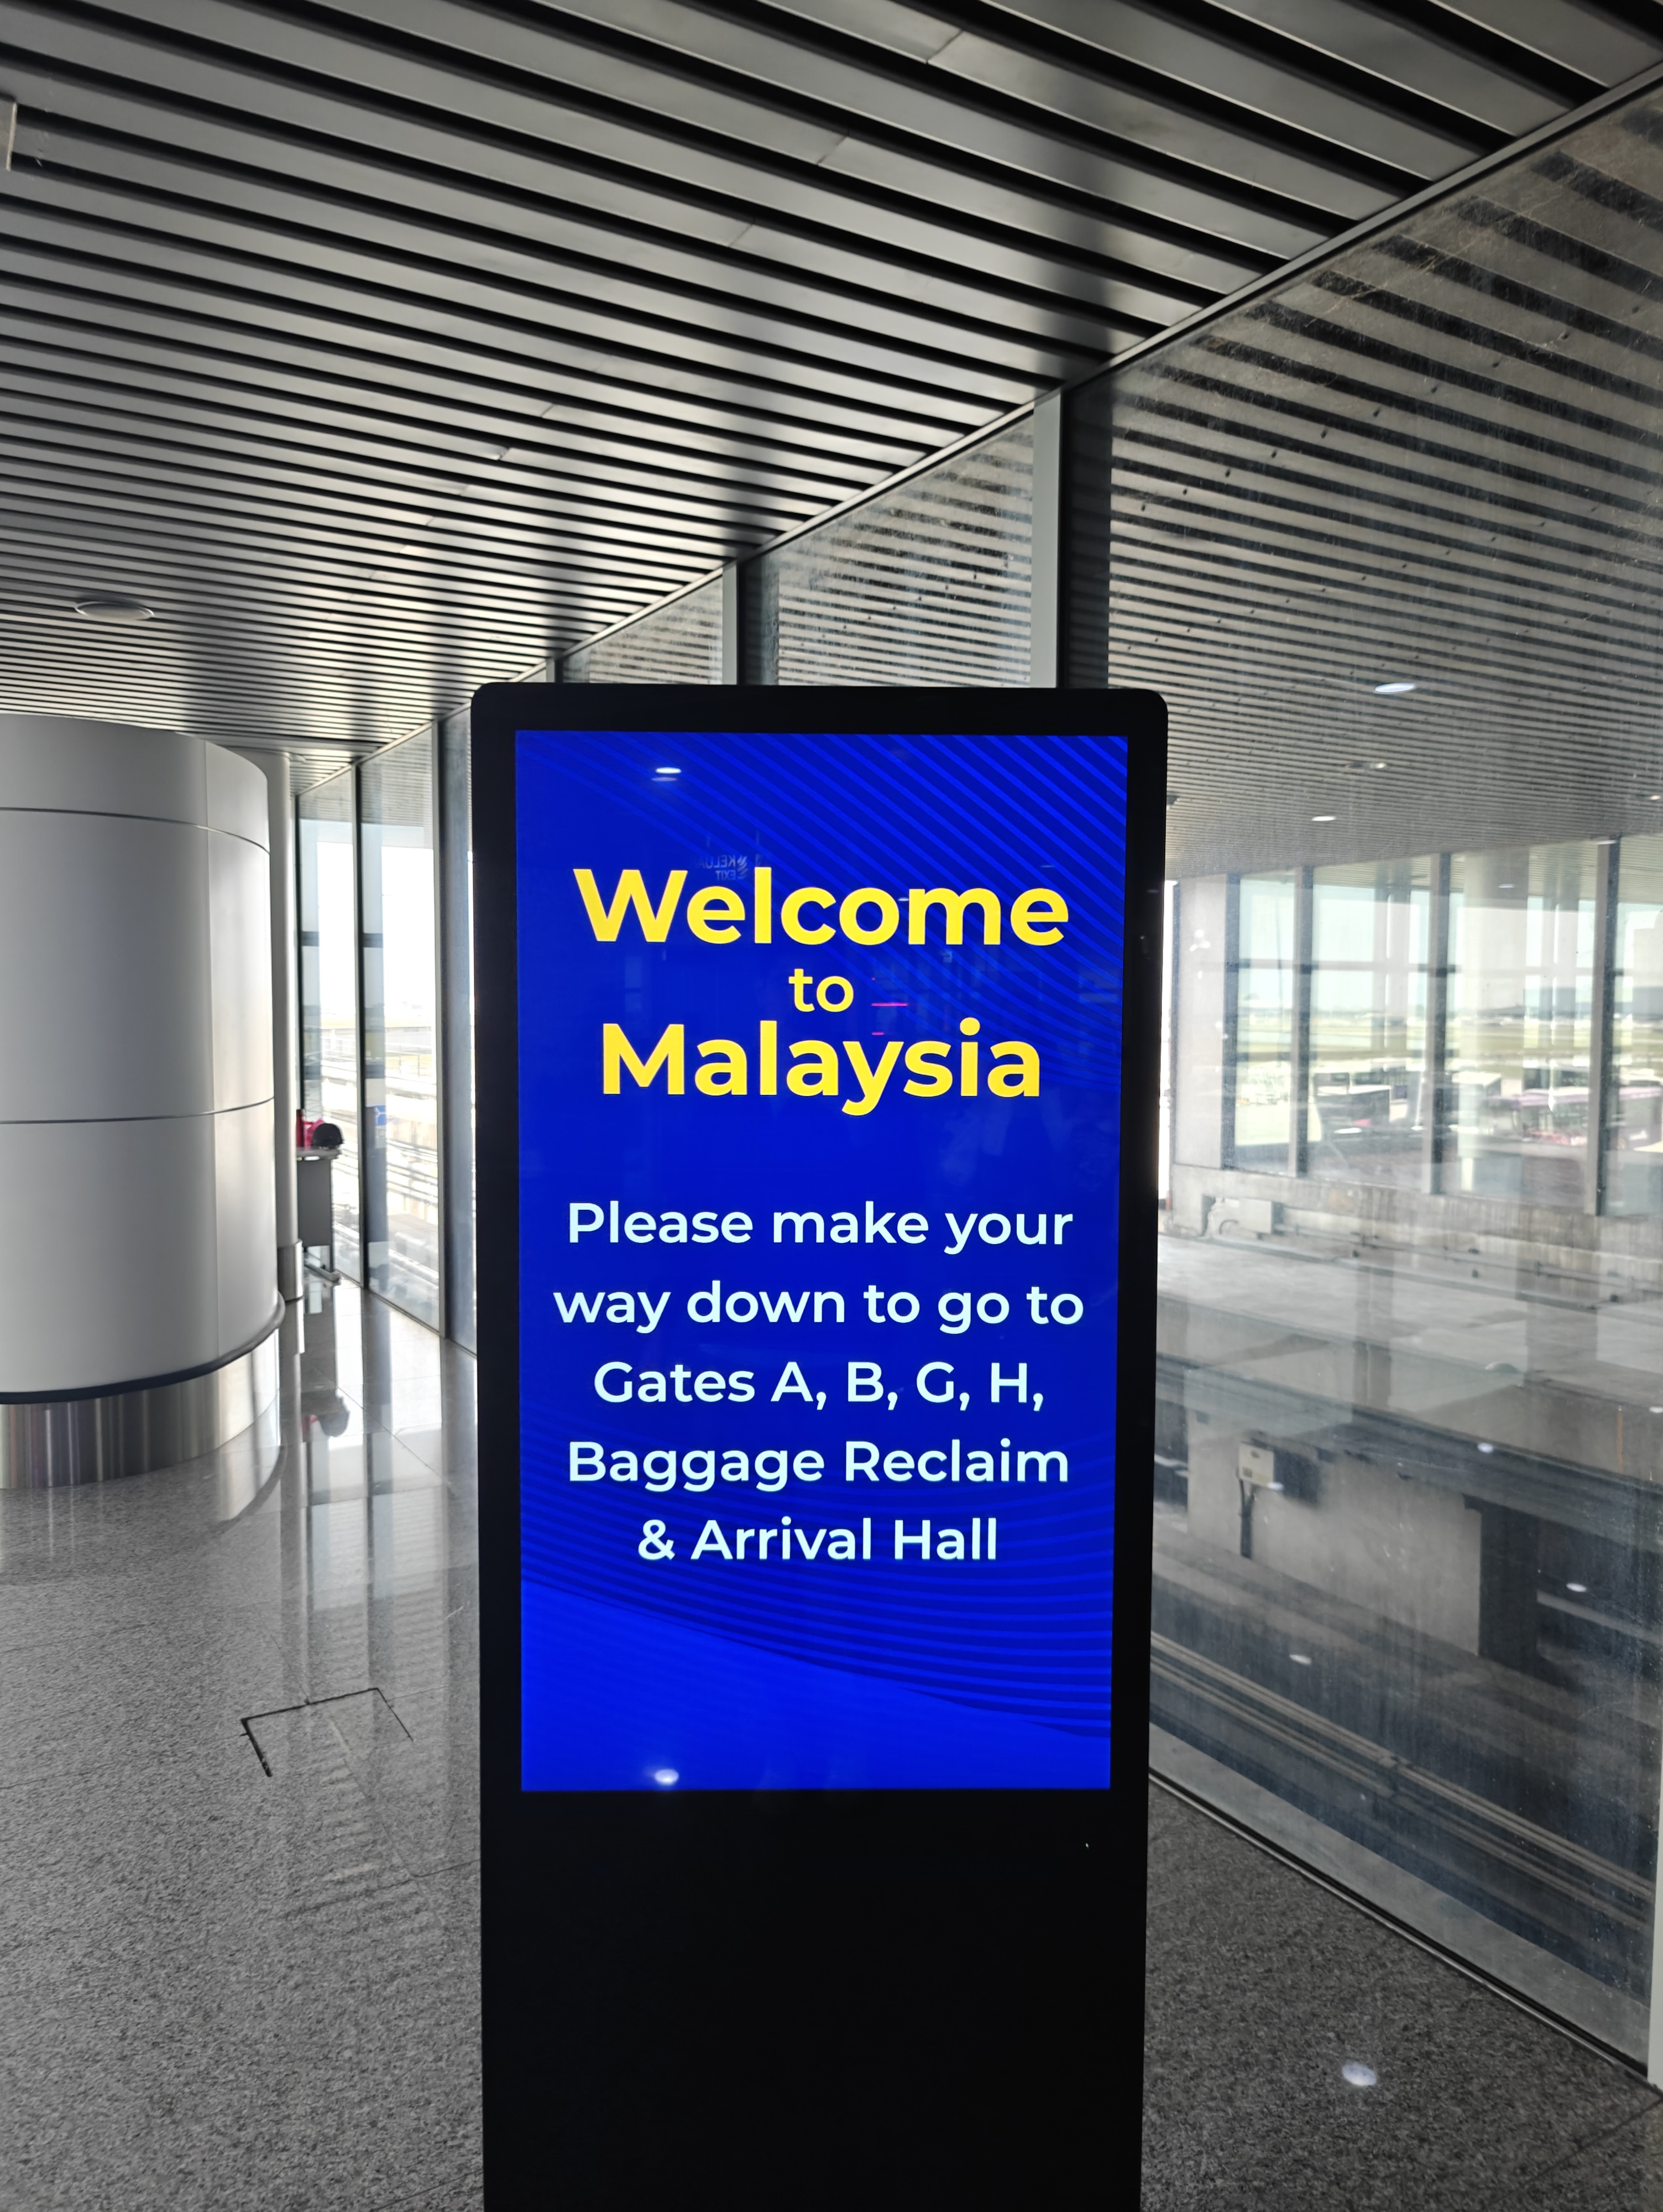 Welcome
to
Malaysia
Please make your
way down to go to
Gates A, B, G, H,
Baggage Reclaim
& Arrival Hall